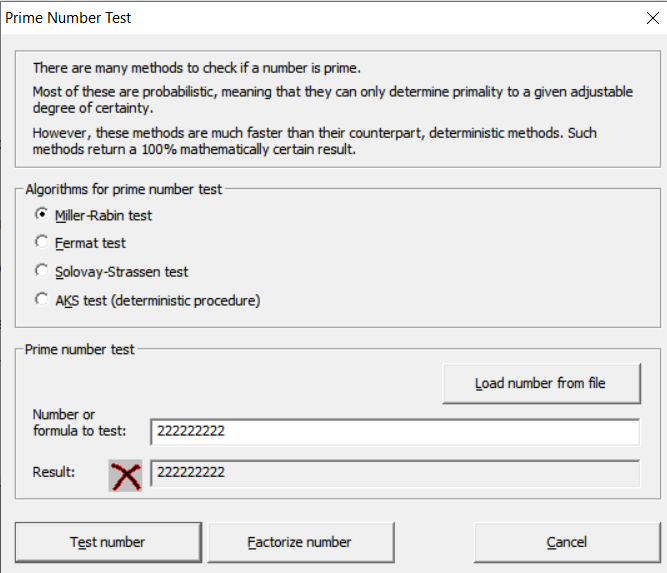 Prime Number Test
There are many methods to check if a number is prime.
Most of these are probabilistic, meaning that they can only determine primality to a given adjustable
degree of certainty.
However, these methods are much faster than their counterpart, deterministic methods. Such
methods return a 100% mathematically certain result.
Algorithms for prime number test
Miller-Rabin test
Fermat test
Solovay-Strassen test
AKS test (deterministic procedure)
Prime number test
Load number from file
Number or
formula to test:
222222222
Result:
222222222
Test number
Factorize number
Cancel